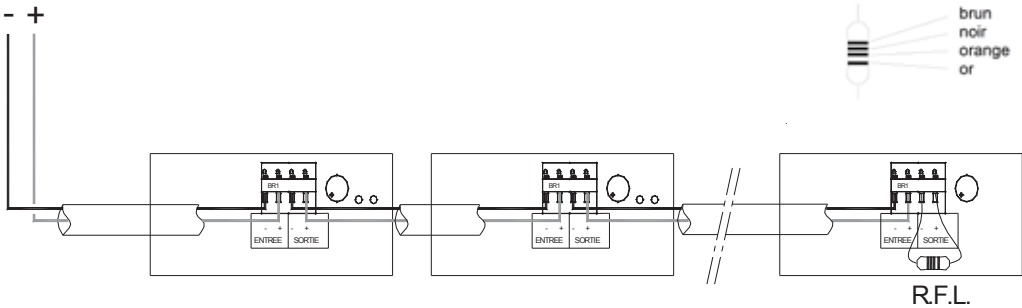 - +
brun
noir
orange
or
BR1
- + - +
ENTREE SORTIE
BR1
- + - +
ENTREE SORTIE
BR1
- + - +
ENTREE SORTIE
R.F.L.